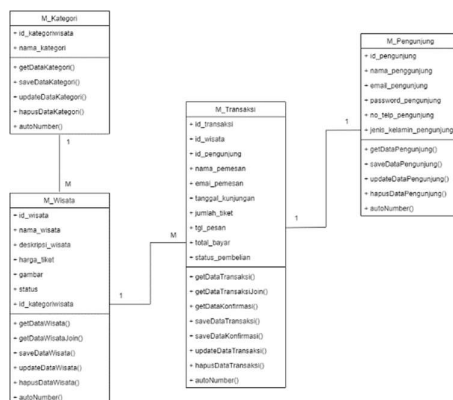 M_Kategori
+ id_kategoriwisata
+ nama_kategori
+ getDataKategori()
+ saveDataKategori()
+ updateDataKategori()
+ hapusDataKategori()
+ autoNumber()
1
M
M_Wisata
+ id_wisata
+ nama_wisata
+ deskripsi_wisata
+ harga_tiket
+ gambar
+ status
+ id_kategoriwisata
+ getDataWisata()
+ getDataWisataJoin()
+ saveDataWisata()
+ updateDataWisata()
+ hapusDataWisata()
+ autoNumber()
1
M
M_Transaksi
+ id_transaksi
+ id_wisata
+ id_pengunjung
+ nama_pemesan
+ emai_pemesan
+ tanggal_kunjungan
+ jumlah_tiket
+ tgl_pesan
+ total_bayar
+ status_pembelian
+ getDataTransaksi()
+ getDataTransaksiJoin()
+ getDataKonfirmasi()
+ saveDataTransaksi()
+ saveDataKonfirmasi()
+ updateDataTransaksi()
+ hapusDataTransaksi()
+ autoNumber()
1
1
M_Pengunjung
+ id_pengunjung
+ nama_penggunjung
+ email_pengunjung
+ password_pengunjung
+ no_telp_pengunjung
+ jenis_kelamin_pengunjung
+ getDataPengunjung()
+ saveDataPengunjung()
+ updateDataPengunjung()
+ hapusDataPengunjung()
+ autoNumber()